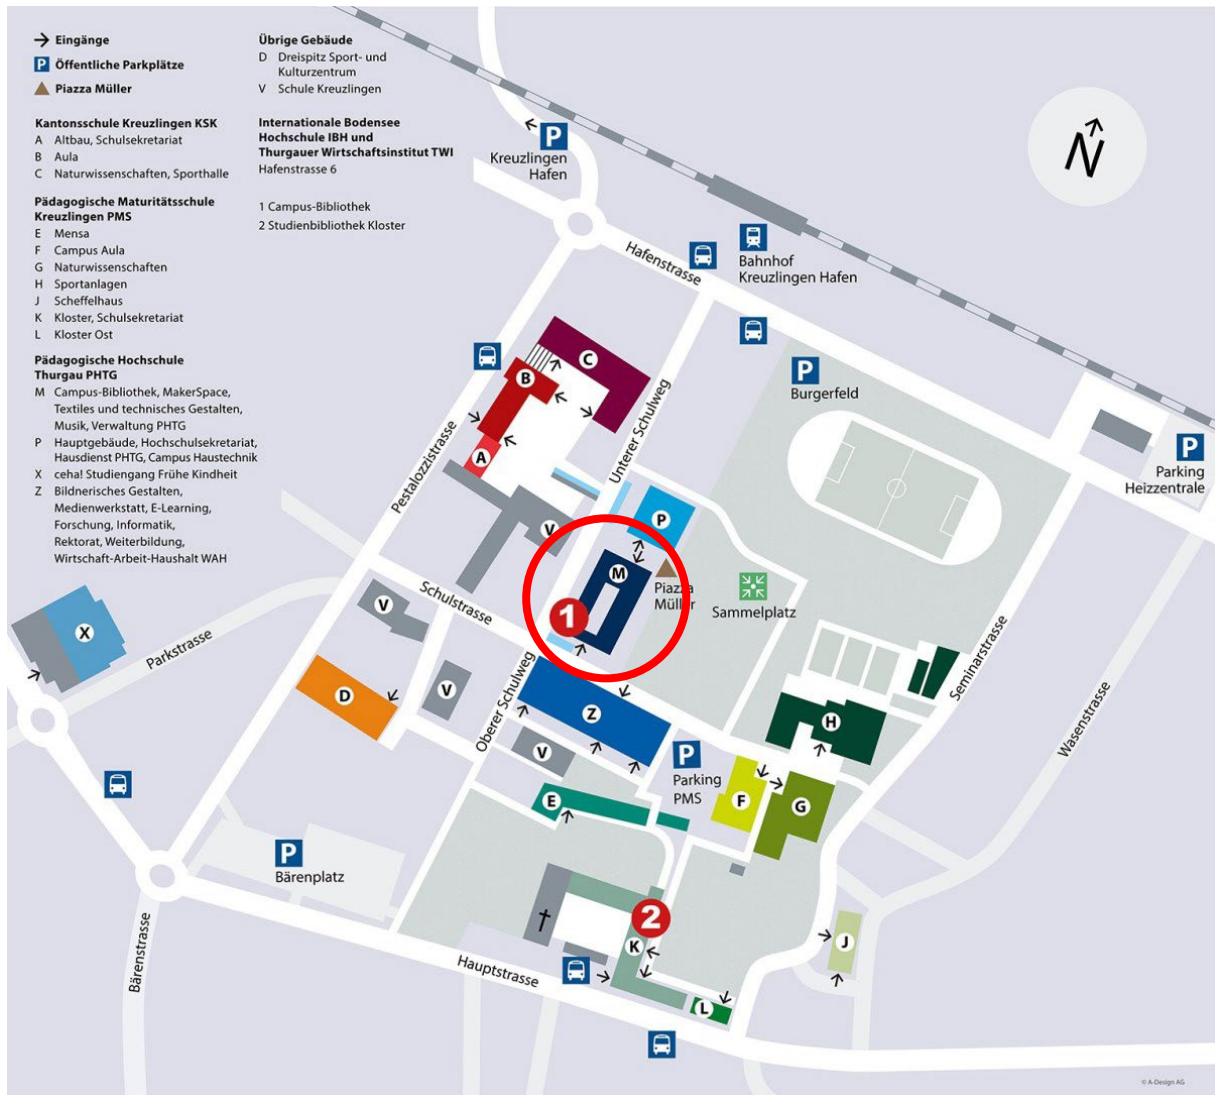 Eingänge
P Öffentliche Parkplätze
Piazza Müller
Kantonsschule Kreuzlingen KSK
A Altbau, Schulsekretariat
B Aula
C Naturwissenschaften, Sporthalle
Pädagogische Maturitätsschule
Kreuzlingen PMS
E Mensa
F Campus Aula
G Naturwissenschaften
H Sportanlagen
J Scheffelhaus
K Kloster, Schulsekretariat
L Kloster Ost
Pädagogische Hochschule
Thurgau PHTG
M Campus-Bibliothek, MakerSpace,
Textiles und technisches Gestalten,
Musik, Verwaltung PHTG
P Hauptgebäude, Hochschulsekretariat,
Hausdienst PHTG, Campus Haustechnik
X ceha! Studiengang Frühe Kindheit
Z Bildnerisches Gestalten,
Medienwerkstatt, E-Learning,
Forschung, Informatik,
Rektorat, Weiterbildung,
Wirtschaft-Arbeit-Haushalt WAH
Übrige Gebäude
D Dreispitz Sport- und
Kulturzentrum
V Schule Kreuzlingen
Internationale Bodensee
Hochschule IBH und
Thurgauer Wirtschaftsinstitut TWI
Hafenstrasse 6
1 Campus-Bibliothek
2 Studienbibliothek Kloster
P
Kreuzlingen
Hafen
N
Hafenstrasse
Bahnhof
Kreuzlingen Hafen
C
B
A
Pestalozzistrasse
Unterer Schulweg
P
Burgerfeld
P
Parking
Heizzentrale
P
V
M
Piazza
Müller
1
Sammelplatz
Schulstrasse
V
X
Parkstrasse
D
V
Oberer Schulweg
Z
V
Seminarstrasse
Wasenstrasse
H
P
Parking
PMS
F
G
E
P
Bärenplatz
2
K
J
L
Bärenstrasse
Hauptstrasse
© A-Design AG